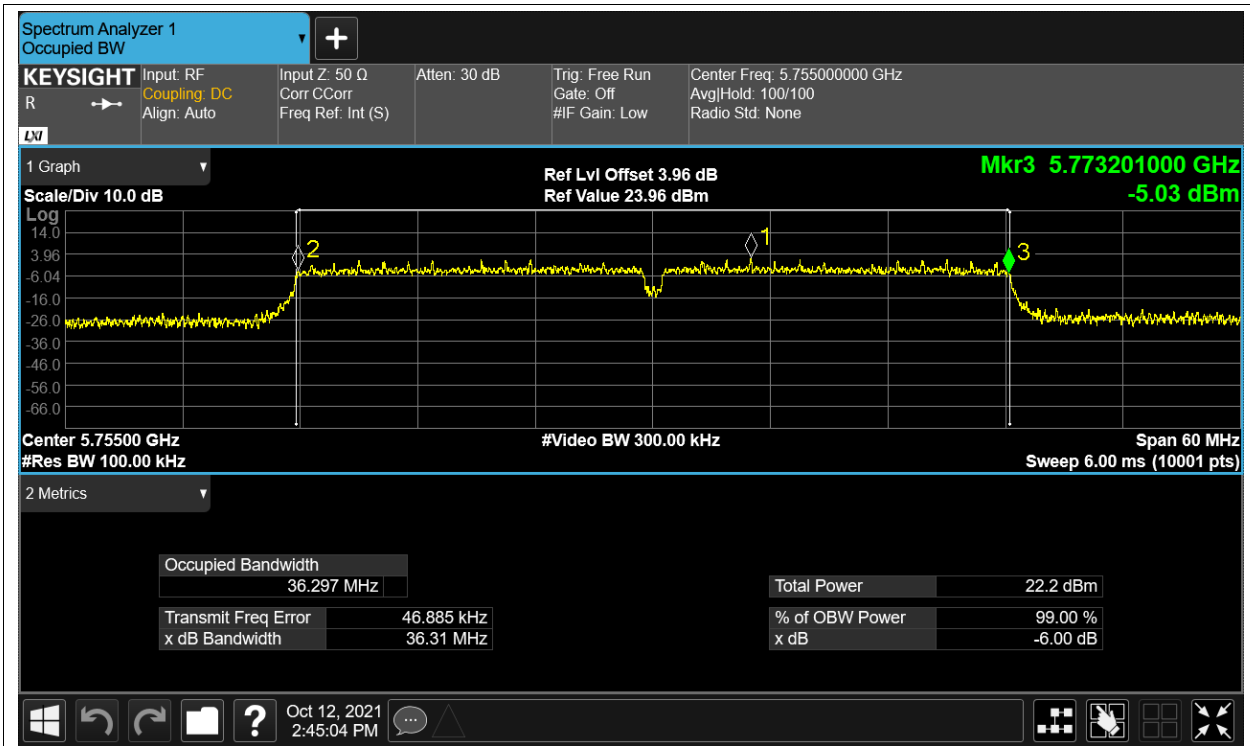 Spectrum Analyzer 1
Occupied BW
KEYSIGHT
R
LXI
Input: RF
Coupling: DC
Align: Auto
Input Z: 50 Ω
Corr CCorr
Freq Ref: Int (S)
Atten: 30 dB
Trig: Free Run
Gate: Off
#IF Gain: Low
Center Freq: 5.755000000 GHz
Avg|Hold: 100/100
Radio Std: None
1 Graph
Scale/Div 10.0 dB
Ref Lvl Offset 3.96 dB
Ref Value 23.96 dBm
Mkr3 5.773201000 GHz
-5.03 dBm
Log
14.0
3.96
-6.04
-16.0
-26.0
-36.0
-46.0
-56.0
-66.0
2
1
3
Center 5.75500 GHz
#Res BW 100.00 kHz
#Video BW 300.00 kHz
Span 60 MHz
Sweep 6.00 ms (10001 pts)
2 Metrics
Occupied Bandwidth
36.297 MHz
Transmit Freq Error 46.885 kHz
x dB Bandwidth 36.31 MHz
Total Power 22.2 dBm
% of OBW Power 99.00 %
x dB -6.00 dB
?
Oct 12, 2021
2:45:04 PM